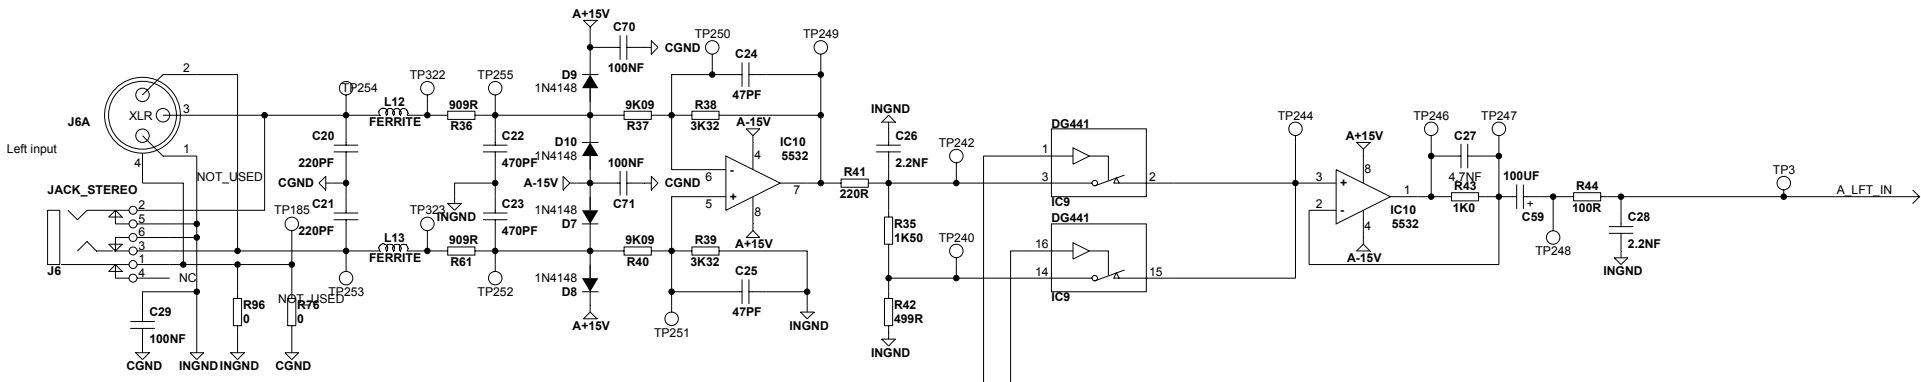 A+15V
C70
100NF
CGND
TP250
TP249
C24
47PF
2
3
XLR
J6A
1
4
Left input
TP254
L12
FERRITE
TP322
909R
R36
TP255
D9
1N4148
9K09
R37
R38
3K32
A-15V
IC10
5532
4
6
5
7
8
-
+
A+15V
C20
220PF
CGND
C21
220PF
C22
470PF
INGND
C23
470PF
D10
1N4148
A-15V
100NF
C71
CGND
1N4148
D7
NOT_USED
JACK_STEREO
2
5
6
3
1
4
NC
J6
TP185
TP323
L13
FERRITE
909R
R61
TP253
TP252
1N4148
D8
A+15V
9K09
R40
R39
3K32
C25
47PF
TP251
INGND
NOT_USED
C29
100NF
R96
0
R76
0
CGND
INGND
INGND
CGND
R41
220R
INGND
C26
2.2NF
TP242
R35
1K50
TP240
R42
499R
INGND
DG441
1
3
2
IC9
DG441
16
14
15
IC9
TP244
A+15V
3
2
8
4
1
+
-
IC10
5532
A-15V
TP246
TP247
C27
4.7NF
R43
1K0
100UF
+
C59
TP248
R44
100R
C28
2.2NF
INGND
TP3
A_LFT_IN